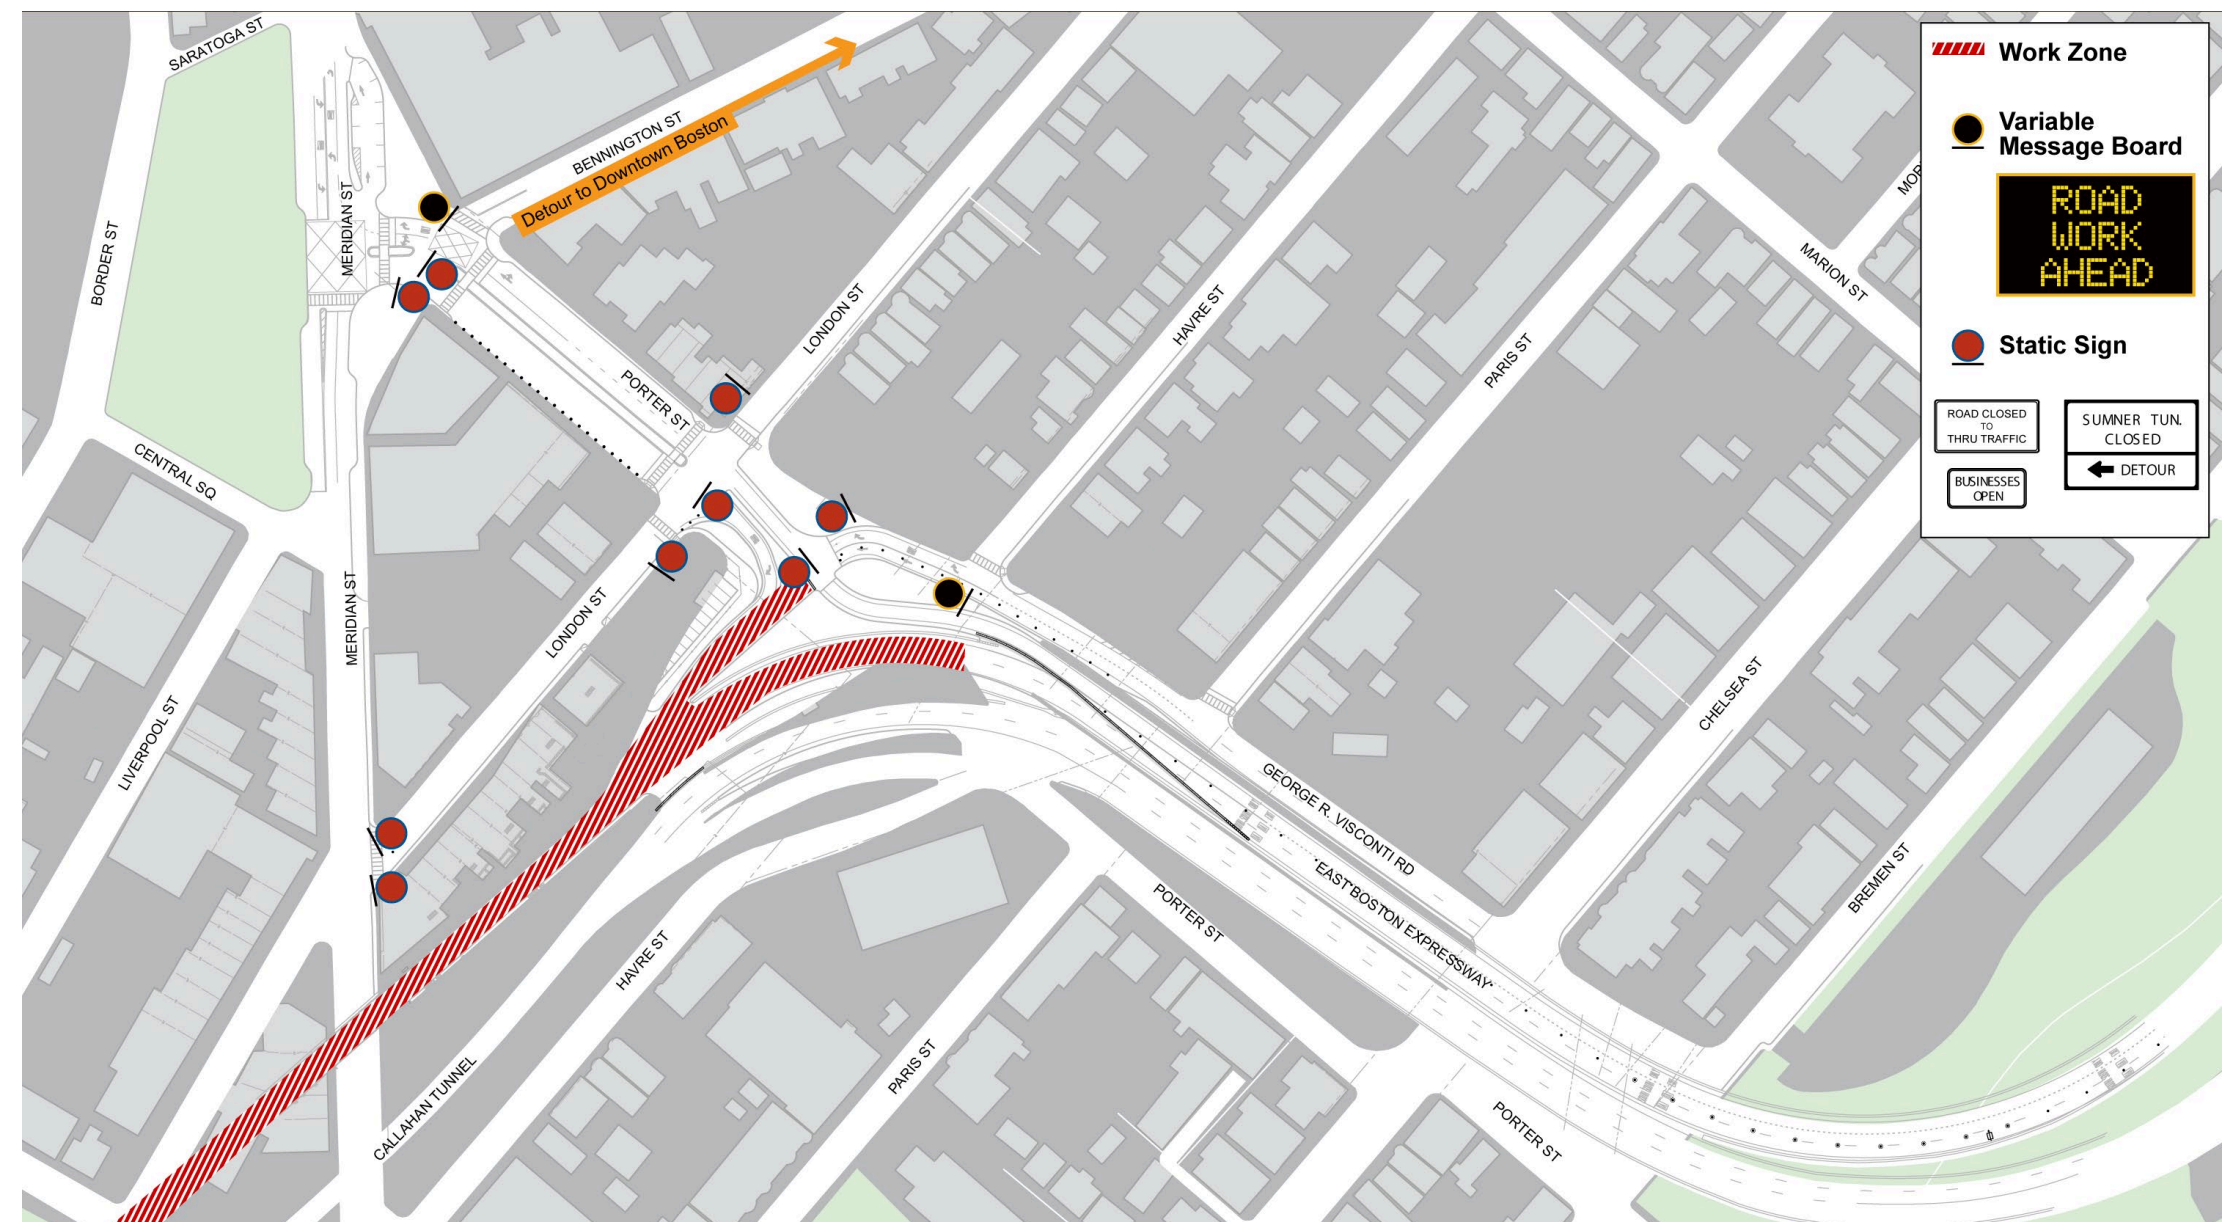 SARATOGA ST
BENNINGTON ST
Detour to Downtown Boston
MERIDIAN ST
BORDER ST
CENTRAL SQ
PORTER ST
LONDON ST
HAVRE ST
PARIS ST
MARION ST
MERIDIAN ST
LONDON ST
LIVERPOOL ST
CHELSEA ST
BREMEN ST
GEORGE R. VISCONTI RD
EAST BOSTON EXPRESSWAY
PORTER ST
HAVRE ST
PARIS ST
CALLAHAN TUNNEL
PORTER ST
Work Zone
Variable
Message Board
ROAD
WORK
AHEAD
Static Sign
ROAD CLOSED
TO
THRU TRAFFIC
BUSINESSES
OPEN
SUMNER TUN.
CLOSED
DETOUR